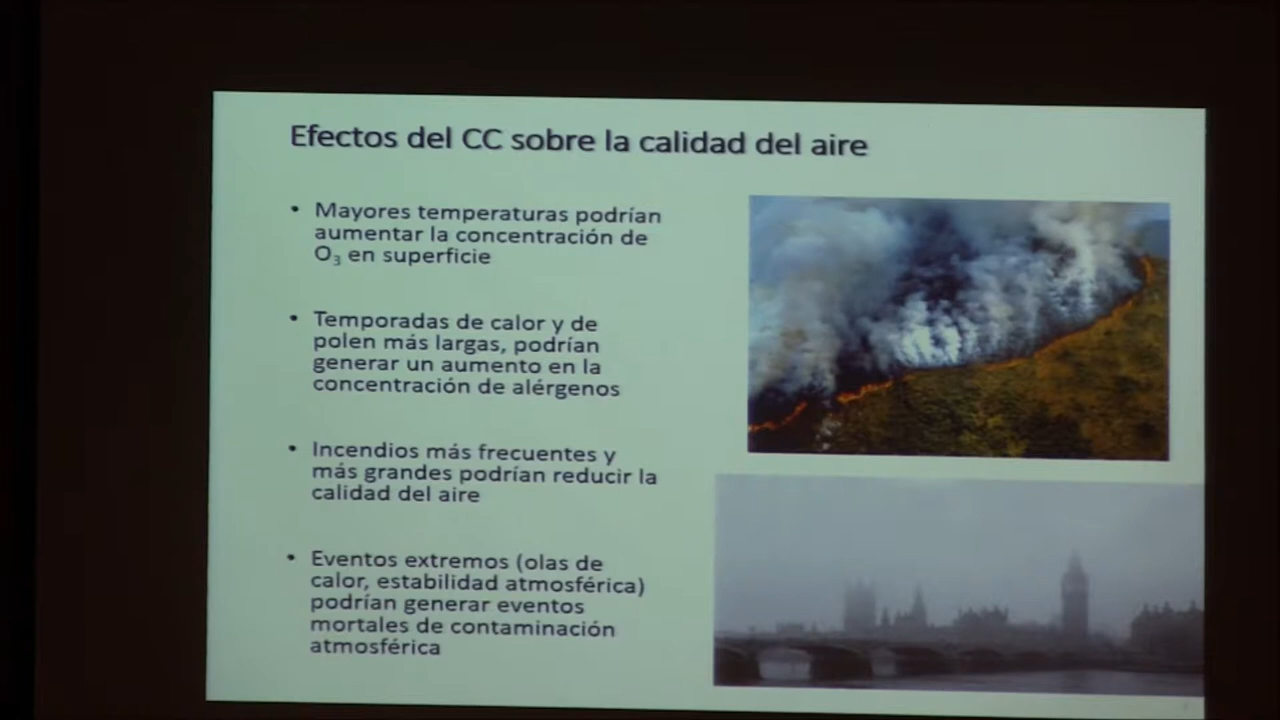 Efectos del CC sobre la calidad del aire
• Mayores temperaturas podrían
aumentar la concentración de
O₃ en superficie
• Temporadas de calor y de
polen más largas, podrían
generar un aumento en la
concentración de alérgenos
• Incendios más frecuentes y
más grandes podrían reducir la
calidad del aire
• Eventos extremos (olas de
calor, estabilidad atmosférica)
podrían generar eventos
mortales de contaminación
atmosférica